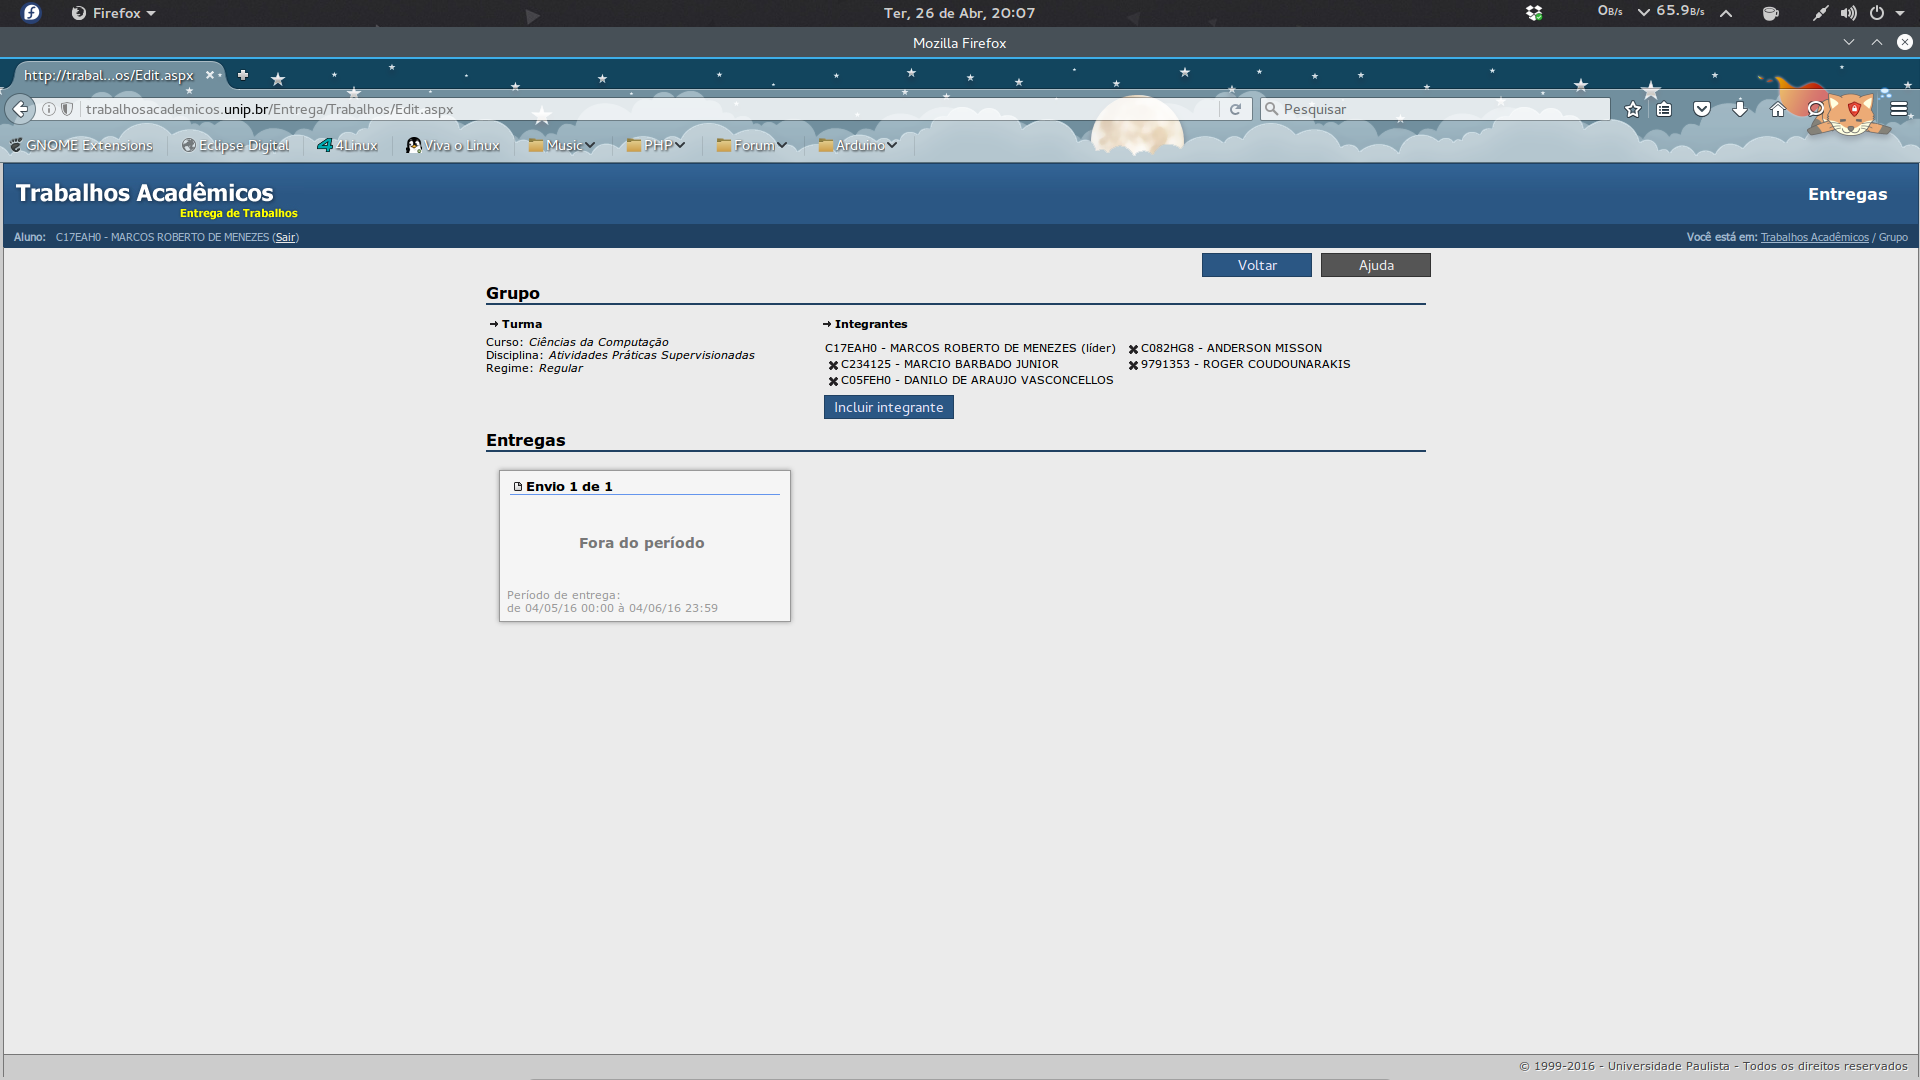 Firefox
Ter, 26 de Abr, 20:07
0B/s 65.9B/s
Mozilla Firefox
http://trabal...os/Edit.aspx
trabalhosacademicos.unip.br/Entrega/Trabalhos/Edit.aspx
Pesquisar
GNOME Extensions
Eclipse Digital
4Linux
Viva o Linux
Music
PHP
Forum
Arduino
Trabalhos Acadêmicos
Entrega de Trabalhos
Entregas
Aluno: C17EAH0 - MARCOS ROBERTO DE MENEZES (Sair)
Você está em: Trabalhos Acadêmicos / Grupo
Voltar
Ajuda
Grupo
Turma
Curso: Ciências da Computação
Disciplina: Atividades Práticas Supervisionadas
Regime: Regular
Integrantes
C17EAH0 - MARCOS ROBERTO DE MENEZES (líder)
C082HG8 - ANDERSON MISSON
C234125 - MARCIO BARBADO JUNIOR
9791353 - ROGER COUDOUNARAKIS
C05FEH0 - DANILO DE ARAUJO VASCONCELLOS
Incluir integrante
Entregas
Envio 1 de 1
Fora do período
Período de entrega:
de 04/05/16 00:00 à 04/06/16 23:59
© 1999-2016 - Universidade Paulista - Todos os direitos reservados